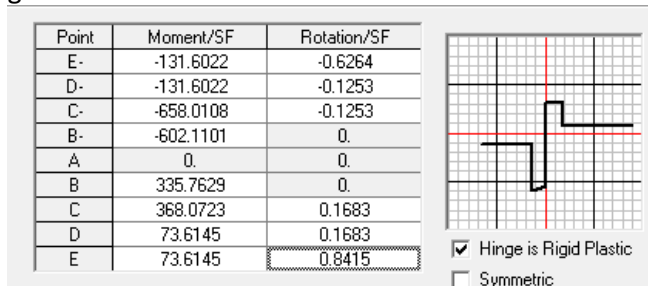 Point Moment/SF Rotation/SF
E- -131.6022 -0.6264
D- -131.6022 -0.1253
C- -658.0108 -0.1253
B- -602.1101 0.
A 0. 0.
B 335.7629 0.
C 368.0723 0.1683
D 73.6145 0.1683
E 73.6145 0.8415
Hinge is Rigid Plastic
Symmetric